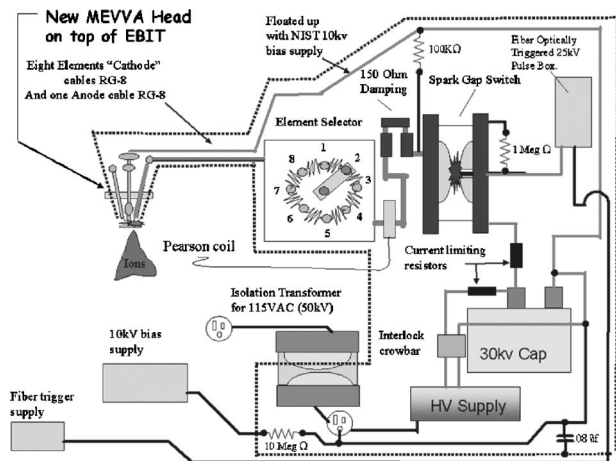 New MEVVA Head
on top of EBIT
Eight Elements “Cathode”
cables RG-8
And one Anode cable RG-8
Floated up
with NIST 10kv
bias supply
100KΩ
150 Ohm
Damping
Spark Gap Switch
Fiber Optically
Triggered 25kV
Pulse Box.
Element Selector
1 Meg Ω
1
2
3
4
5
6
7
8
Ions
Pearson coil
Current limiting
resistors
Isolation Transformer
for 115VAC (50kV)
Interlock
crowbar
30kv Cap
10kV bias
supply
HV Supply
Fiber trigger
supply
10 Meg Ω